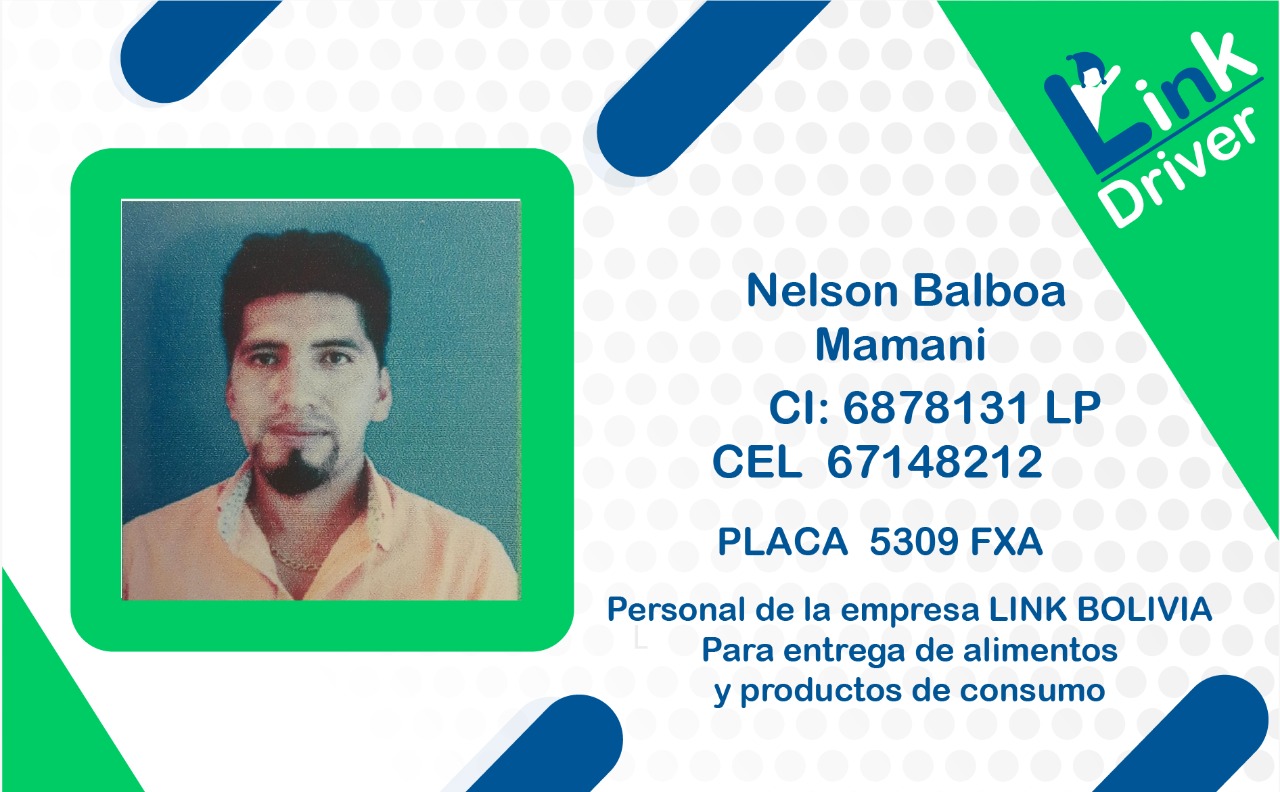 Link
Driver
Nelson Balboa
Mamani
CI: 6878131 LP
CEL 67148212
PLACA 5309 FXA
Personal de la empresa LINK BOLIVIA
L
Para entrega de alimentos
y productos de consumo